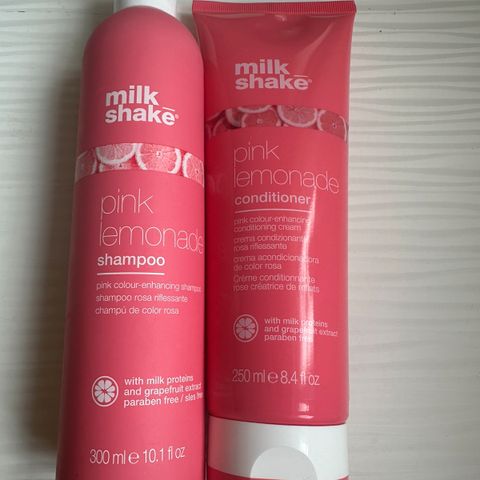 milk
shake®
pink
lemonade
shampoo
pink colour-enhancing shampoo
shampoo rosa riflessante
champú de color rosa
with milk proteins
and grapefruit extract
paraben free / sles free
300 ml e 10.1 fl oz
milk
shake®
pink
lemonade
conditioner
pink colour-enhancing
conditioning cream
crema condizionante
rosa riflessante
crema acondicionadora
de color rosa
crème conditionnante
rose créatrice de reflets
with milk proteins
and grapefruit extract
paraben free
250 ml e 8.4 fl oz